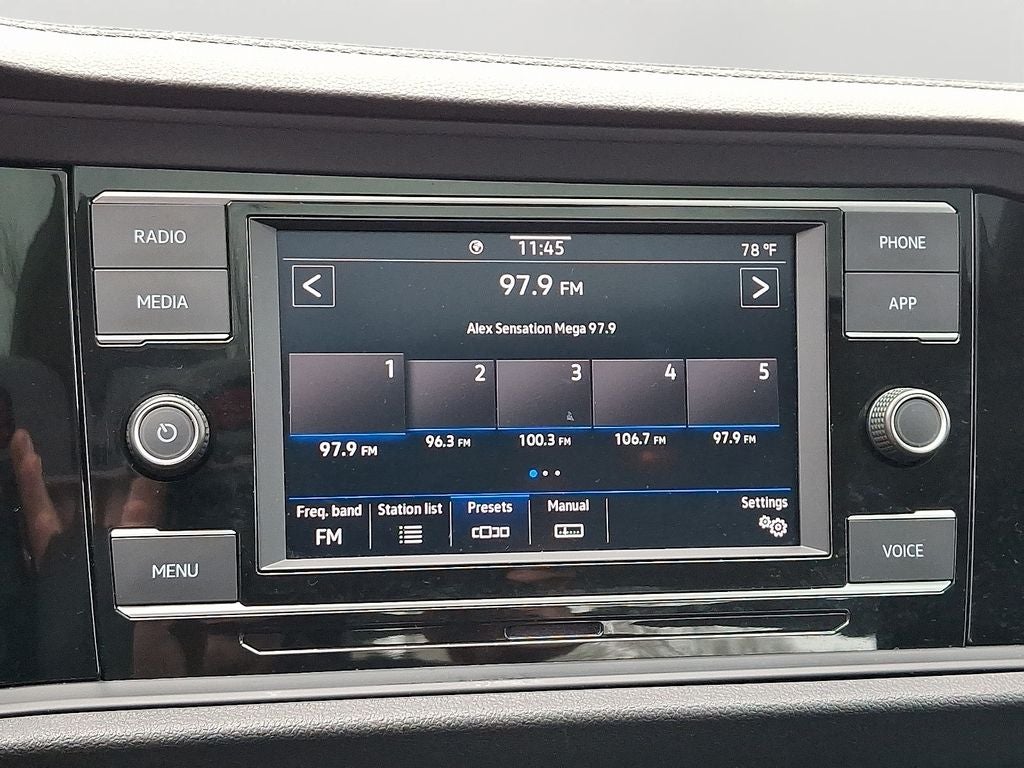 RADIO
MEDIA
MENU
11:45
78 °F
<
97.9 FM
>
Alex Sensation Mega 97.9
1 2 3 4 5
97.9 FM 96.3 FM 100.3 FM 106.7 FM 97.9 FM
Freq. band Station list Presets Manual Settings
FM
PHONE
APP
VOICE